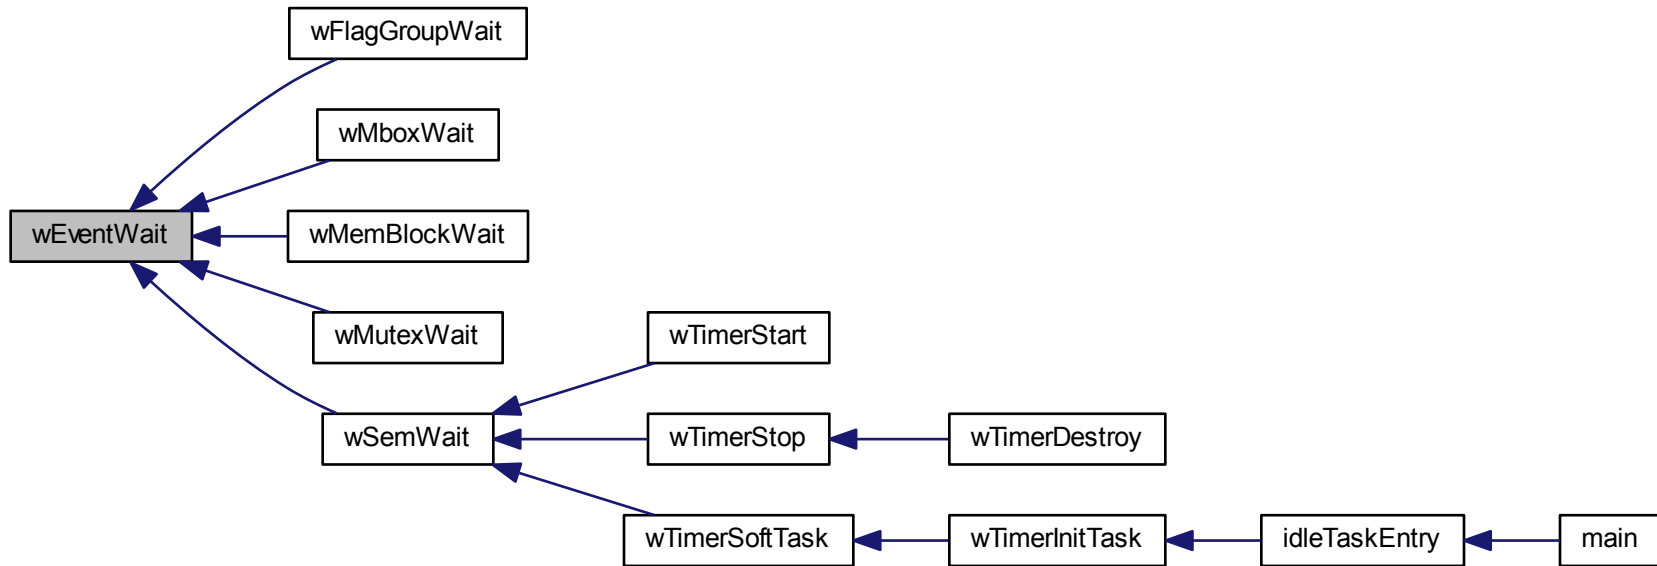 wFlagGroupWait
wMboxWait
wEventWait
wMemBlockWait
wMutexWait
wTimerStart
wSemWait
wTimerStop
wTimerDestroy
wTimerSoftTask
wTimerInitTask
idleTaskEntry
main